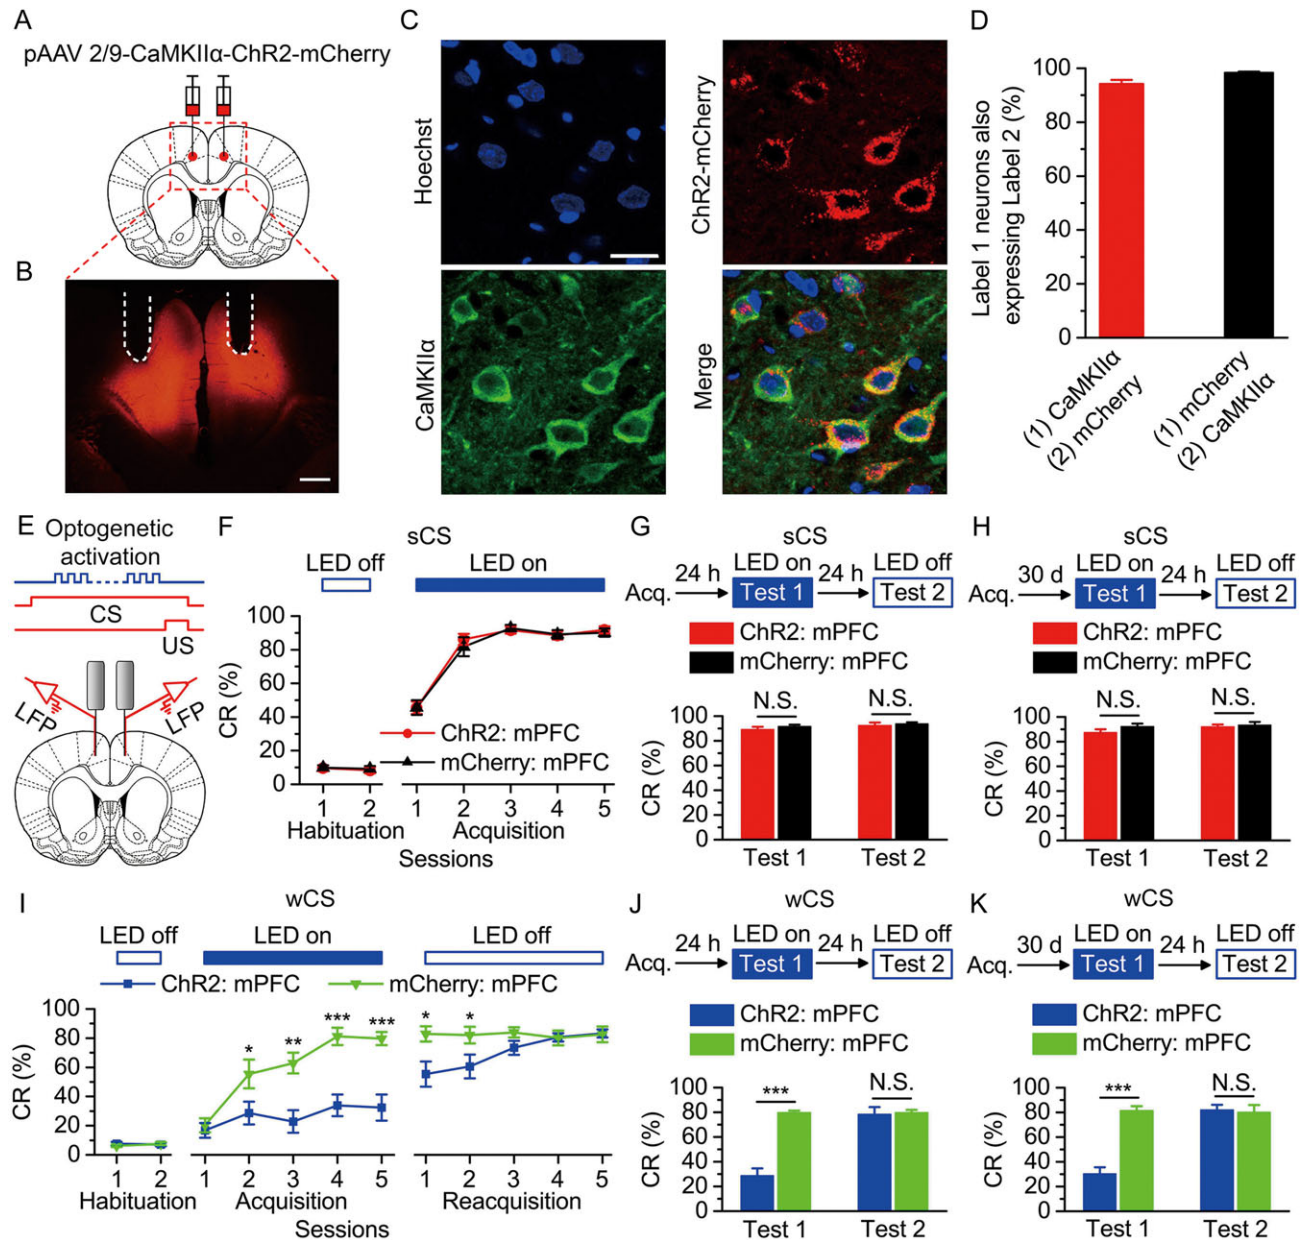 A
pAAV 2/9-CaMKIIα-ChR2-mCherry
B
C
Hoechst
ChR2-mCherry
CaMKIIα
Merge
D
Label 1 neurons also
expressing Label 2 (%)
100
80
60
40
20
0
(1) CaMKIIα
(2) mCherry
(1) mCherry
(2) CaMKIIα
E
Optogenetic
activation
CS
US
LFP
LFP
F
sCS
LED off
LED on
CR (%)
100
80
60
40
20
0
ChR2: mPFC
mCherry: mPFC
1 2 1 2 3 4 5
Habituation Acquisition
Sessions
G
sCS
LED on LED off
Acq. 24 h Test 1 24 h Test 2
ChR2: mPFC
mCherry: mPFC
N.S. N.S.
CR (%)
100
80
60
40
20
0
Test 1 Test 2
H
sCS
LED on LED off
Acq. 30 d Test 1 24 h Test 2
ChR2: mPFC
mCherry: mPFC
N.S. N.S.
CR (%)
100
80
60
40
20
0
Test 1 Test 2
I
wCS
LED off LED on LED off
ChR2: mPFC mCherry: mPFC
CR (%)
100
80
60
40
20
0
* ** *** *** * *
1 2 1 2 3 4 5 1 2 3 4 5
Habituation Acquisition Reacquisition
Sessions
J
wCS
LED on LED off
Acq. 24 h Test 1 24 h Test 2
ChR2: mPFC
mCherry: mPFC
*** N.S.
CR (%)
100
80
60
40
20
0
Test 1 Test 2
K
wCS
LED on LED off
Acq. 30 d Test 1 24 h Test 2
ChR2: mPFC
mCherry: mPFC
*** N.S.
CR (%)
100
80
60
40
20
0
Test 1 Test 2